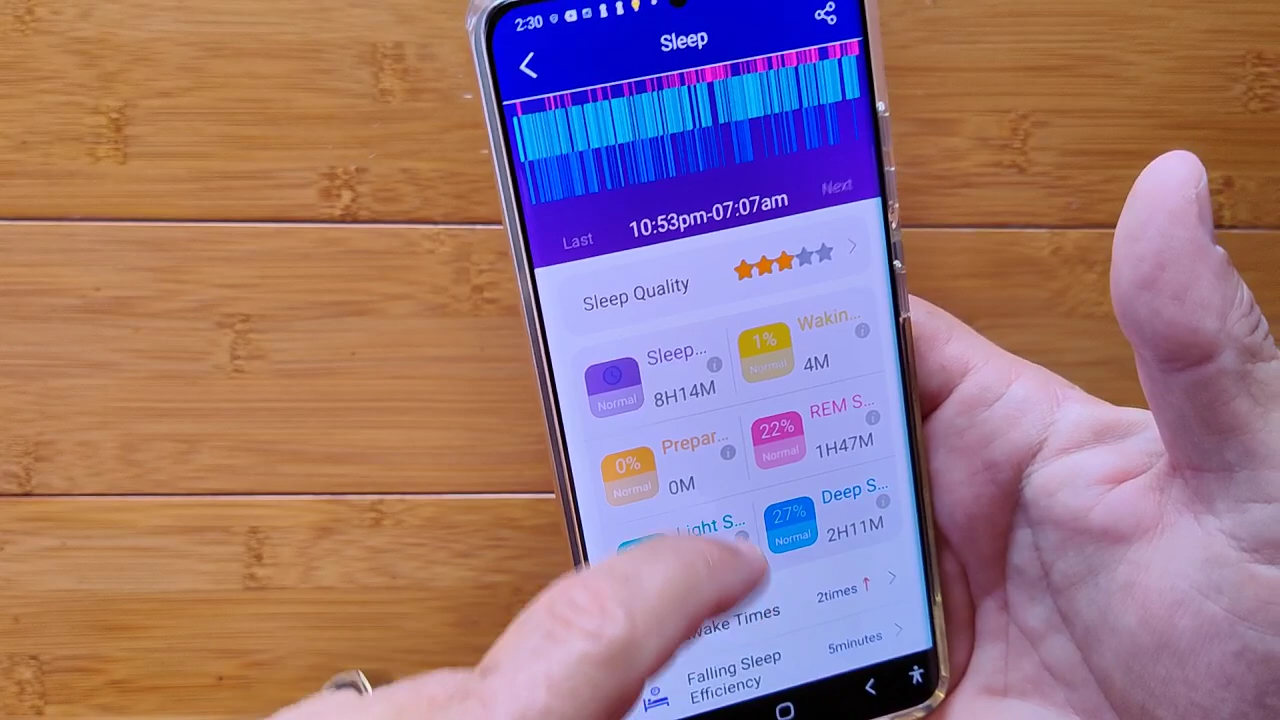 2:30
Sleep
Last 10:53pm-07:07am Next
Sleep Quality
Sleep... 8H14M Normal
1% Normal Wakin... 4M
0% Normal Prepar... 0M
22% Normal REM S... 1H47M
Light S...
27% Normal Deep S... 2H11M
wake Times 2times ↑
Falling Sleep
Efficiency 5minutes